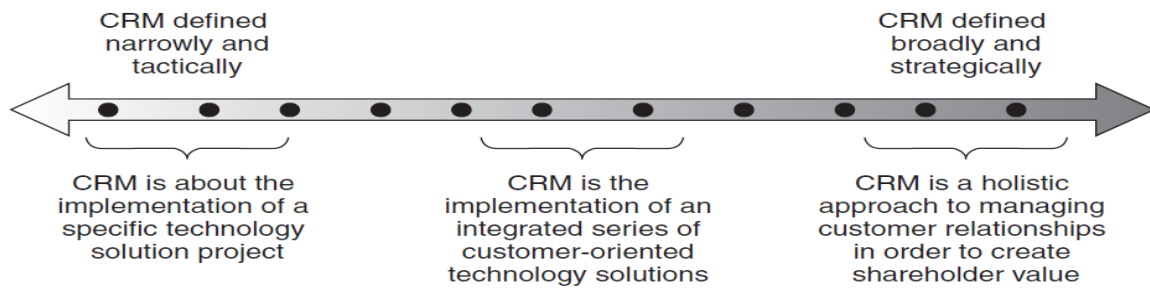 CRM defined
narrowly and
tactically
CRM defined
broadly and
strategically
CRM is about the
implementation of a
specific technology
solution project
CRM is the
implementation of an
integrated series of
customer-oriented
technology solutions
CRM is a holistic
approach to managing
customer relationships
in order to create
shareholder value